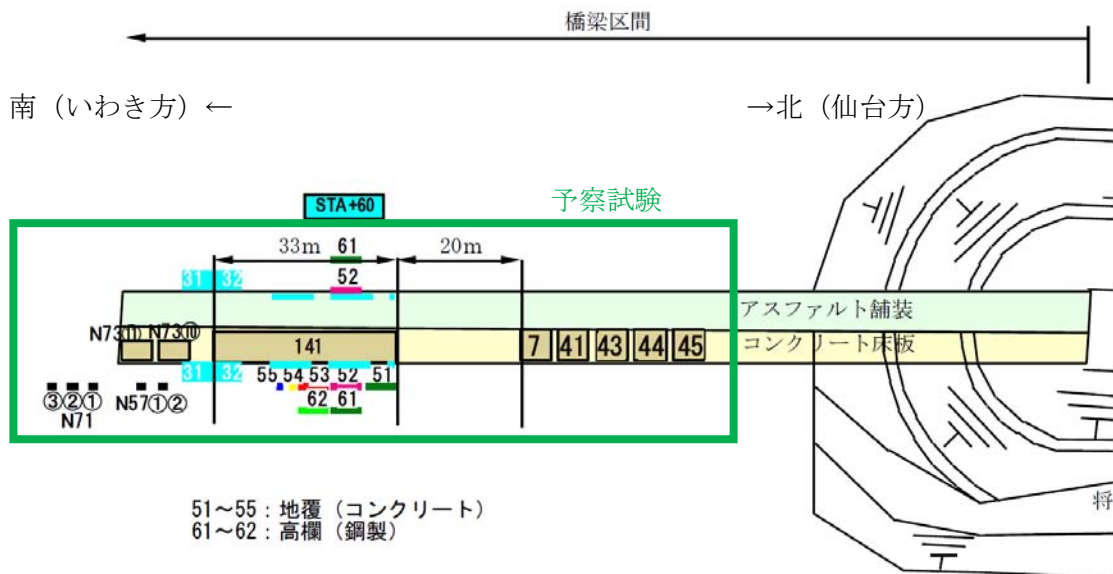 橋梁区間
南（いわき方）←
→北（仙台方）
STA+60
予察試験
33m 61
20m
31 32
52
アスファルト舗装
N73⑪ N73⑩
141
7 41 43 44 45
コンクリート床板
31 32
55 54 53 52 51
③②① N57①②
N71
62 61
将
51～55：地覆（コンクリート）
61～62：高欄（鋼製）